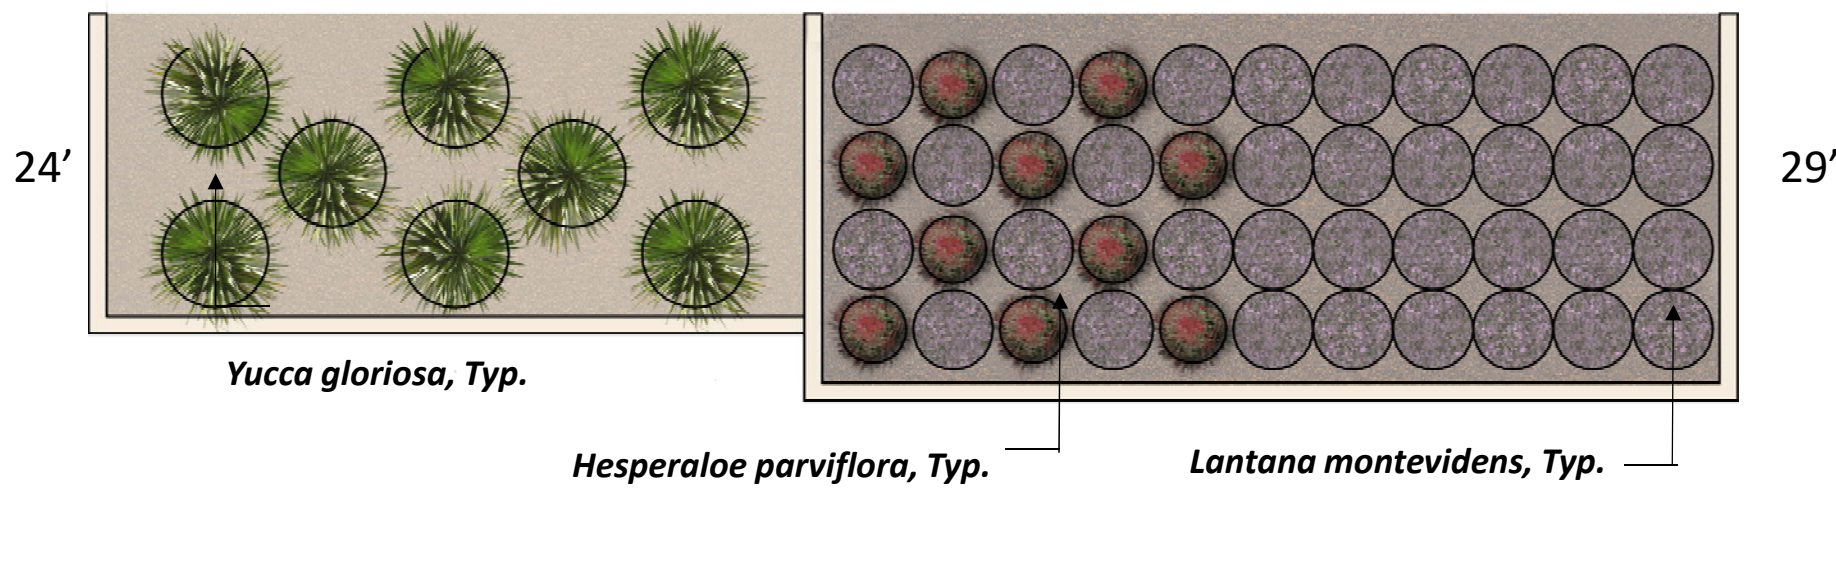 24’
29’
Yucca gloriosa, Typ.
Hesperaloe parviflora, Typ.
Lantana montevidens, Typ.